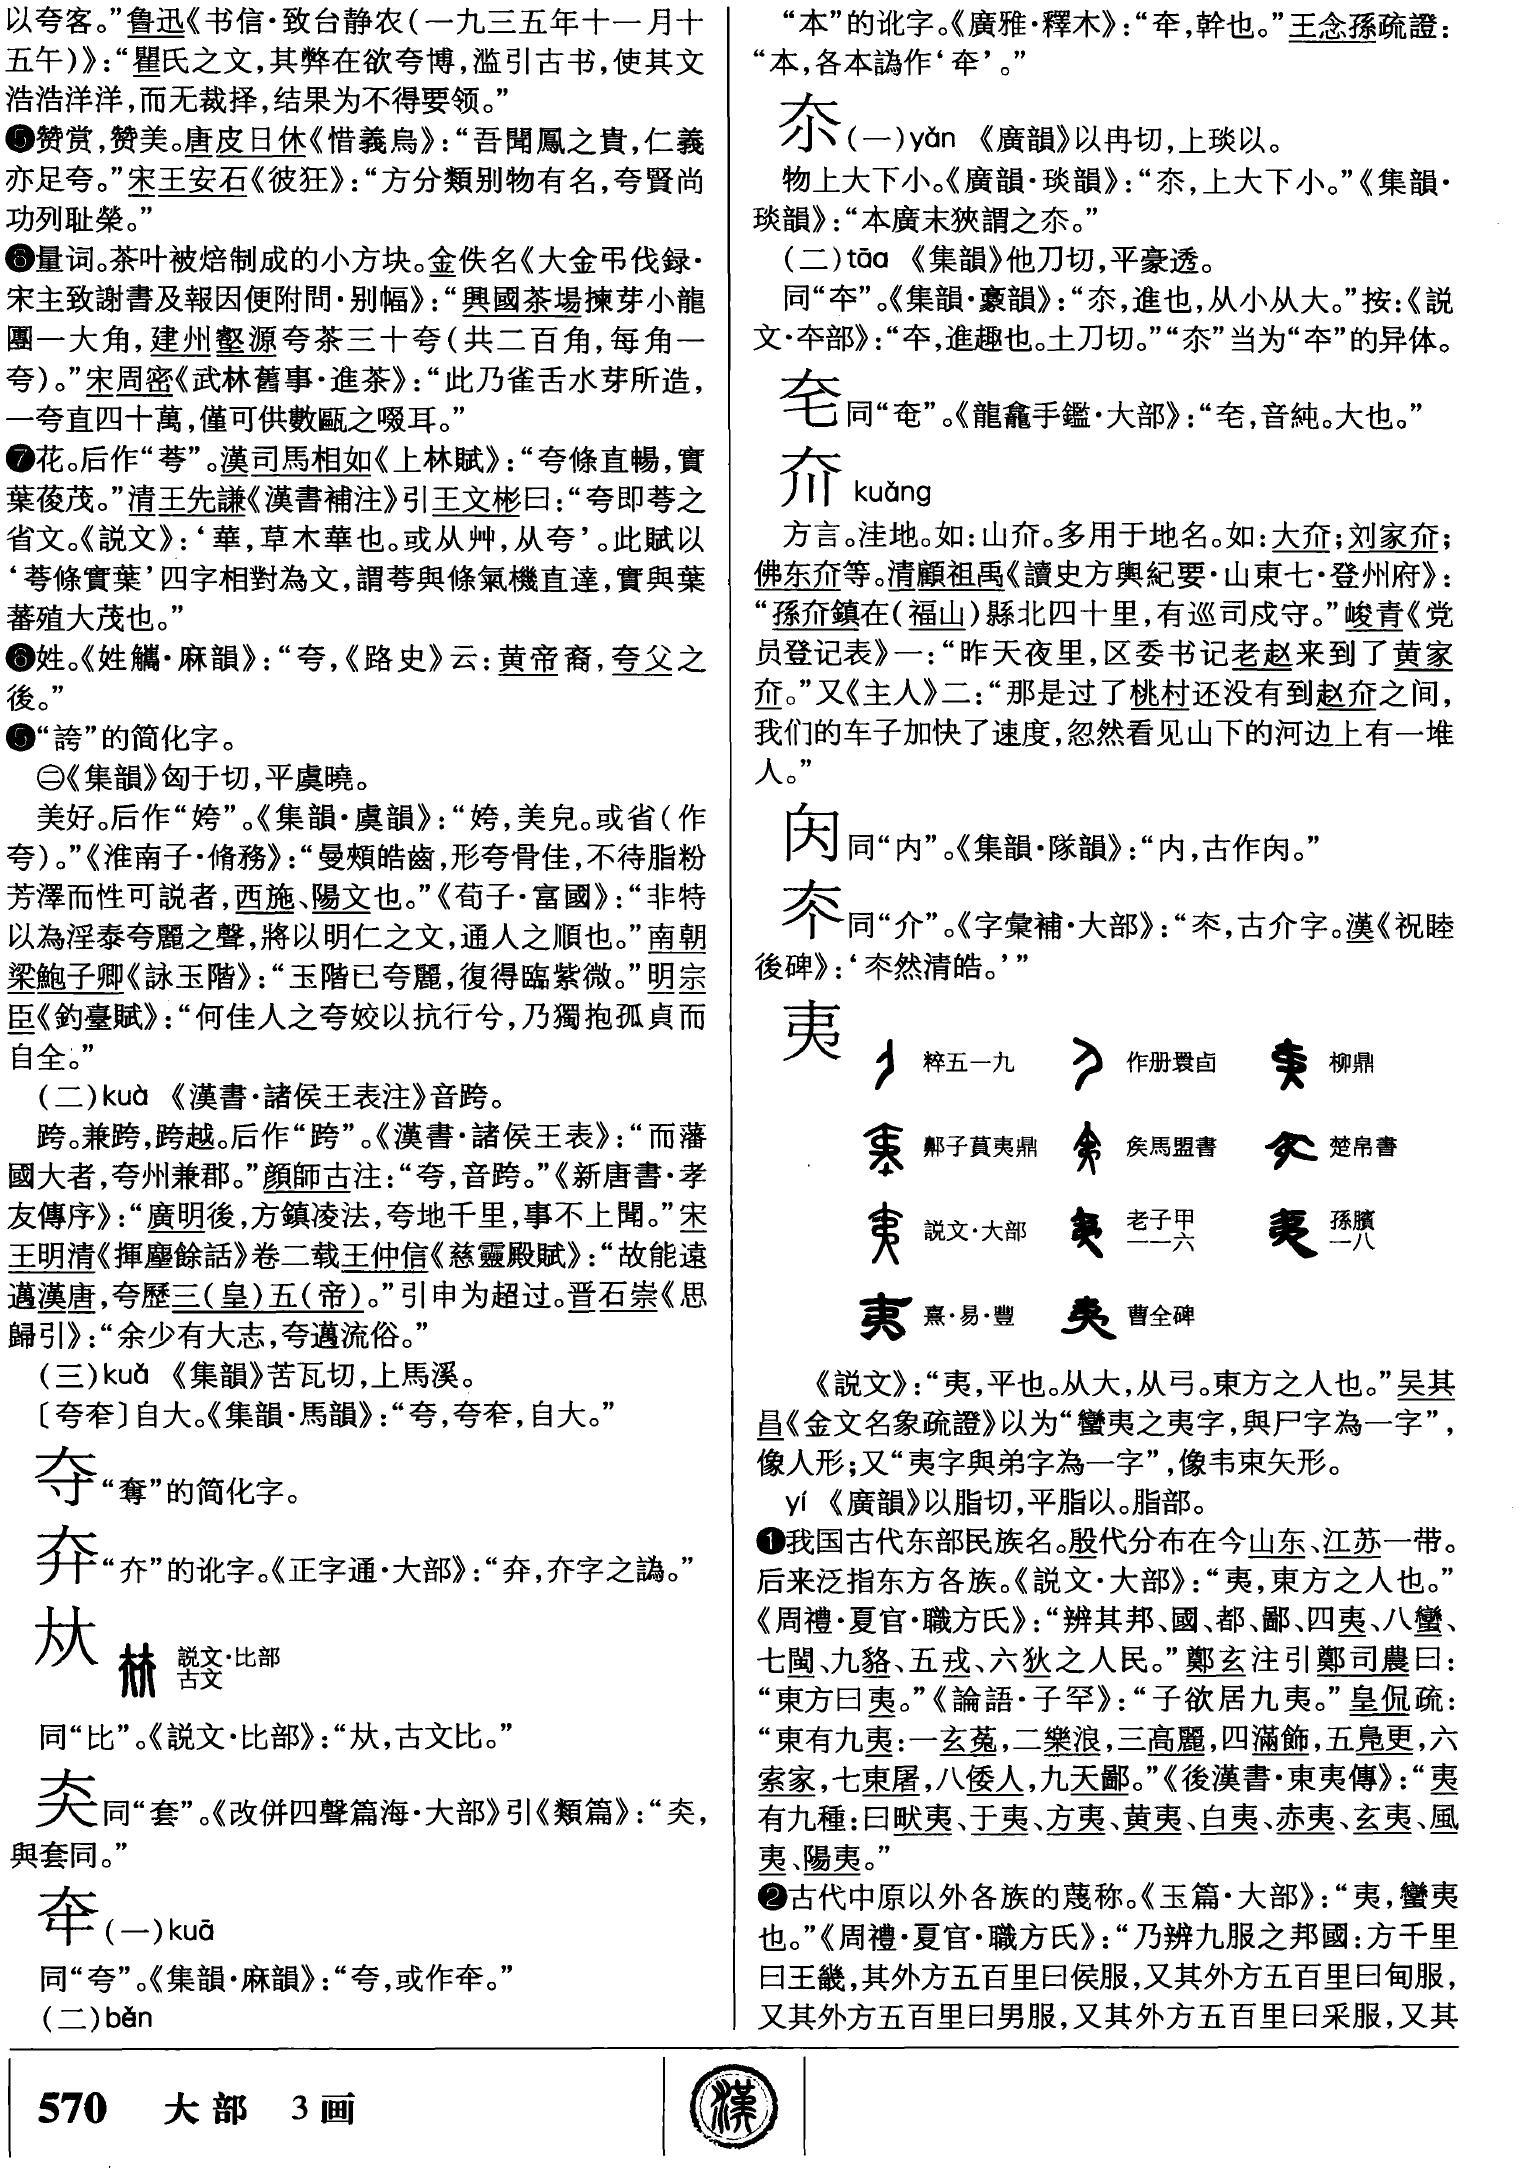 以夸客。”鲁迅《书信·致台静农(一九三五年十一月十
五午)》:“瞿氏之文,其弊在欲夸博,滥引古书,使其文
浩浩洋洋,而无裁择,结果为不得要领。”
❺赞赏,赞美。唐皮日休《惜義鳥》:“吾聞鳳之貴,仁義
亦足夸。”宋王安石《彼狂》:“方分類别物有名,夸賢尚
功列耻榮。”
❻量词。茶叶被焙制成的小方块。金佚名《大金弔伐録·
宋主致謝書及報因便附問·别幅》:“興國茶場揀芽小龍
團一大角,建州壑源夸茶三十夸(共二百角,每角一
夸)。”宋周密《武林舊事·進茶》:“此乃雀舌水芽所造,
一夸直四十萬,僅可供數甌之啜耳。”
❼花。后作“荂”。漢司馬相如《上林賦》:“夸條直暢,實
葉葰茂。”清王先謙《漢書補注》引王文彬曰:“夸即荂之
省文。《説文》:‘華,草木華也。或从艸,从夸’。此賦以
‘荂條實葉’四字相對為文,謂荂與條氣機直達,實與葉
蕃殖大茂也。”
❻姓。《姓觿·麻韻》:“夸,《路史》云:黄帝裔,夸父之
後。”
❺“誇”的简化字。
㊁《集韻》匈于切,平虞曉。
美好。后作“姱”。《集韻·虞韻》:“姱,美皃。或省(作
夸)。”《淮南子·脩務》:“曼頰皓齒,形夸骨佳,不待脂粉
芳澤而性可説者,西施、陽文也。”《荀子·富國》:“非特
以為淫泰夸麗之聲,將以明仁之文,通人之順也。”南朝
梁鮑子卿《詠玉階》:“玉階已夸麗,復得臨紫微。”明宗
臣《釣臺賦》:“何佳人之夸姣以抗行兮,乃獨抱孤貞而
自全。”
(二)kuà 《漢書·諸侯王表注》音跨。
跨。兼跨,跨越。后作“跨”。《漢書·諸侯王表》:“而藩
國大者,夸州兼郡。”顔師古注:“夸,音跨。”《新唐書·孝
友傳序》:“廣明後,方鎮凌法,夸地千里,事不上聞。”宋
王明清《揮麈餘話》卷二载王仲信《慈靈殿賦》:“故能遠
邁漢唐,夸歷三(皇)五(帝)。”引申为超过。晋石崇《思
歸引》:“余少有大志,夸邁流俗。”
(三)kuǎ 《集韻》苦瓦切,上馬溪。
〔夸奓〕自大。《集韻·馬韻》:“夸,夸奓,自大。”
夺“奪”的简化字。
㚏“夼”的讹字。《正字通·大部》:“㚏,夼字之譌。”
夶 説文·比部
古文
同“比”。《説文·比部》:“夶,古文比。”
㚐同“套”。《改併四聲篇海·大部》引《類篇》:“㚐,
與套同。”
㚎(一)kuā
同“夸”。《集韻·麻韻》:“夸,或作㚎。”
(二)běn
“本”的讹字。《廣雅·釋木》:“㚎,幹也。”王念孫疏證:
“本,各本譌作‘㚎’。”
夵(一)yǎn 《廣韻》以冉切,上琰以。
物上大下小。《廣韻·琰韻》:“夵,上大下小。”《集韻·
琰韻》:“本廣末狹謂之夵。”
(二)tāo 《集韻》他刀切,平豪透。
同“夲”。《集韻·豪韻》:“夵,進也,从小从大。”按:《説
文·夲部》:“夲,進趣也。土刀切。”“夵”当为“夲”的异体。
㚍同“奄”。《龍龕手鑑·大部》:“㚍,音純。大也。”
夼 kuǎng
方言。洼地。如:山夼。多用于地名。如:大夼;刘家夼;
佛东夼等。清顧祖禹《讀史方輿紀要·山東七·登州府》:
“孫夼鎮在(福山)縣北四十里,有巡司戍守。”峻青《党
员登记表》一:“昨天夜里,区委书记老赵来到了黄家
夼。”又《主人》二:“那是过了桃村还没有到赵夼之间,
我们的车子加快了速度,忽然看见山下的河边上有一堆
人。”
同“内”。《集韻·隊韻》:“内,古作。”
夰同“介”。《字彙補·大部》:“夰,古介字。漢《祝睦
後碑》:‘夰然清皓。’”
夷 粹五一九 作册睘卣 柳鼎
鄬子萯夷鼎 矦馬盟書 楚帛書
説文·大部 老子甲一一六 孫臏一八
熹·易·豐 曹全碑
《説文》:“夷,平也。从大,从弓。東方之人也。”吴其
昌《金文名象疏證》以为“蠻夷之夷字,與尸字為一字”,
像人形;又“夷字與弟字為一字”,像韦束矢形。
yí 《廣韻》以脂切,平脂以。脂部。
❶我国古代东部民族名。殷代分布在今山东、江苏一带。
后来泛指东方各族。《説文·大部》:“夷,東方之人也。”
《周禮·夏官·職方氏》:“辨其邦、國、都、鄙、四夷、八蠻、
七閩、九貉、五戎、六狄之人民。”鄭玄注引鄭司農曰:
“東方曰夷。”《論語·子罕》:“子欲居九夷。”皇侃疏:
“東有九夷:一玄菟,二樂浪,三高麗,四滿飾,五鳧更,六
索家,七東屠,八倭人,九天鄙。”《後漢書·東夷傳》:“夷
有九種:曰畎夷、于夷、方夷、黄夷、白夷、赤夷、玄夷、風
夷、陽夷。”
❷古代中原以外各族的蔑称。《玉篇·大部》:“夷,蠻夷
也。”《周禮·夏官·職方氏》:“乃辨九服之邦國:方千里
曰王畿,其外方五百里曰侯服,又其外方五百里曰甸服,
又其外方五百里曰男服,又其外方五百里曰采服,又其
570 大部 3画
漢